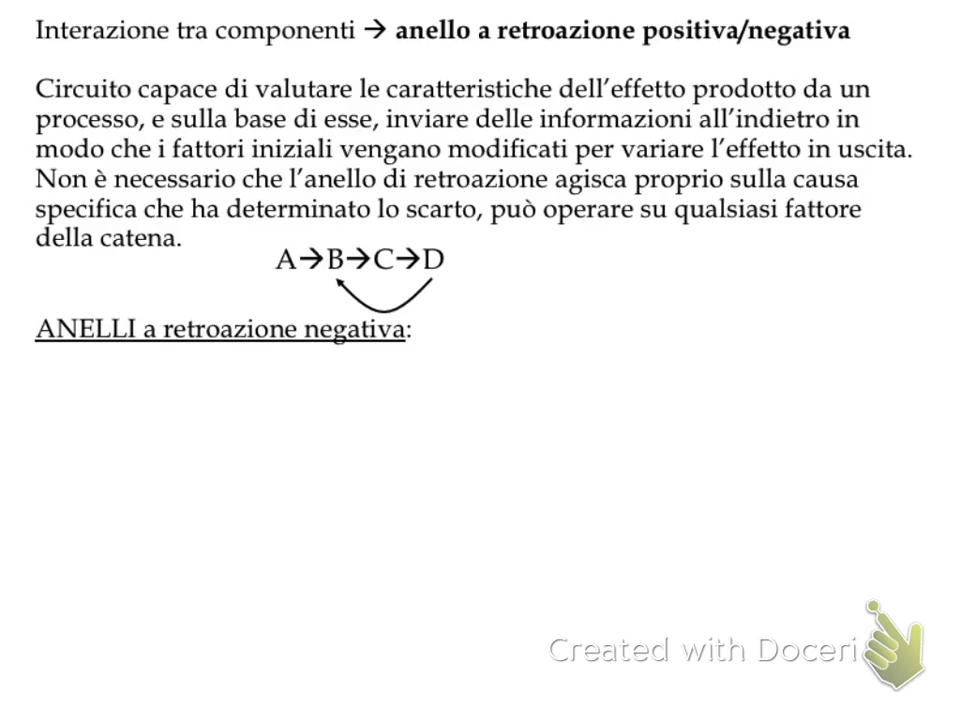 Interazione tra componenti → anello a retroazione positiva/negativa
Circuito capace di valutare le caratteristiche dell’effetto prodotto da un
processo, e sulla base di esse, inviare delle informazioni all’indietro in
modo che i fattori iniziali vengano modificati per variare l’effetto in uscita.
Non è necessario che l’anello di retroazione agisca proprio sulla causa
specifica che ha determinato lo scarto, può operare su qualsiasi fattore
della catena.
A→B→C→D
ANELLI a retroazione negativa:
Created with Doceri